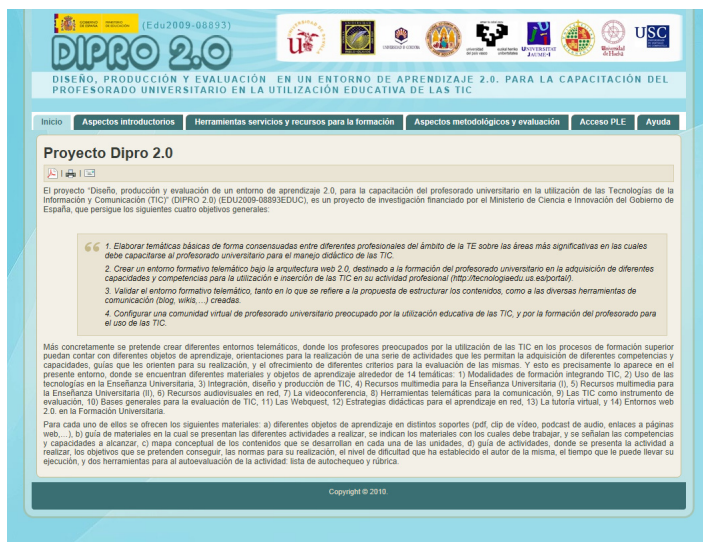 GOBIERNO DE ESPAÑA MINISTERIO DE EDUCACIÓN (Edu2009-08893)
DIPRO 2.0
DISEÑO, PRODUCCIÓN Y EVALUACIÓN EN UN ENTORNO DE APRENDIZAJE 2.0. PARA LA CAPACITACIÓN DEL
PROFESORADO UNIVERSITARIO EN LA UTILIZACIÓN EDUCATIVA DE LAS TIC
UNIVERSITAT
JAUME·I
Universidad
de Huelva
USC
Inicio Aspectos introductorios Herramientas servicios y recursos para la formación Aspectos metodológicos y evaluación Acceso PLE Ayuda
Proyecto Dipro 2.0
El proyecto "Diseño, producción y evaluación de un entorno de aprendizaje 2.0, para la capacitación del profesorado universitario en la utilización de las Tecnologías de la
Información y Comunicación (TIC)" (DIPRO 2.0) (EDU2009-08893EDUC), es un proyecto de investigación financiado por el Ministerio de Ciencia e Innovación del Gobierno de
España, que persigue los siguientes cuatro objetivos generales:
1. Elaborar temáticas básicas de forma consensuadas entre diferentes profesionales del ámbito de la TE sobre las áreas más significativas en las cuales
debe capacitarse al profesorado universitario para el manejo didáctico de las TIC.
2. Crear un entorno formativo telemático bajo la arquitectura web 2.0, destinado a la formación del profesorado universitario en la adquisición de diferentes
capacidades y competencias para la utilización e inserción de las TIC en su actividad profesional (http://tecnologiaedu.us.es/portal/).
3. Validar el entorno formativo telemático, tanto en lo que se refiere a la propuesta de estructurar los contenidos, como a las diversas herramientas de
comunicación (blog, wikis,…) creadas.
4. Configurar una comunidad virtual de profesorado universitario preocupado por la utilización educativa de las TIC, y por la formación del profesorado para
el uso de las TIC.
Más concretamente se pretende crear diferentes entornos telemáticos, donde los profesores preocupados por la utilización de las TIC en los procesos de formación superior
puedan contar con diferentes objetos de aprendizaje, orientaciones para la realización de una serie de actividades que les permitan la adquisición de diferentes competencias y
capacidades, guías que les orienten para su realización, y el ofrecimiento de diferentes criterios para la evaluación de las mismas. Y esto es precisamente lo aparece en el
presente entorno, donde se encuentran diferentes materiales y objetos de aprendizaje alrededor de 14 temáticas: 1) Modalidades de formación integrando TIC, 2) Uso de las
tecnologías en la Enseñanza Universitaria, 3) Integración, diseño y producción de TIC, 4) Recursos multimedia para la Enseñanza Universitaria (I), 5) Recursos multimedia para
la Enseñanza Universitaria (II), 6) Recursos audiovisuales en red, 7) La videoconferencia, 8) Herramientas telemáticas para la comunicación, 9) Las TIC como instrumento de
evaluación, 10) Bases generales para la evaluación de TIC, 11) Las Webquest, 12) Estrategias didácticas para el aprendizaje en red, 13) La tutoría virtual, y 14) Entornos web
2.0. en la Formación Universitaria.
Para cada uno de ellos se ofrecen los siguientes materiales: a) diferentes objetos de aprendizaje en distintos soportes (pdf, clip de vídeo, podcast de audio, enlaces a páginas
web,…), b) guía de materiales en la cual se presentan las diferentes actividades a realizar, se indican los materiales con los cuales debe trabajar, y se señalan las competencias
y capacidades a alcanzar, c) mapa conceptual de los contenidos que se desarrollan en cada una de las unidades, d) guía de actividades, donde se presenta la actividad a
realizar, los objetivos que se pretenden conseguir, las normas para su realización, el nivel de dificultad que ha establecido el autor de la misma, el tiempo que le puede llevar su
ejecución, y dos herramientas para al autoevaluación de la actividad: lista de autochequeo y rúbrica.
Copyright © 2010.